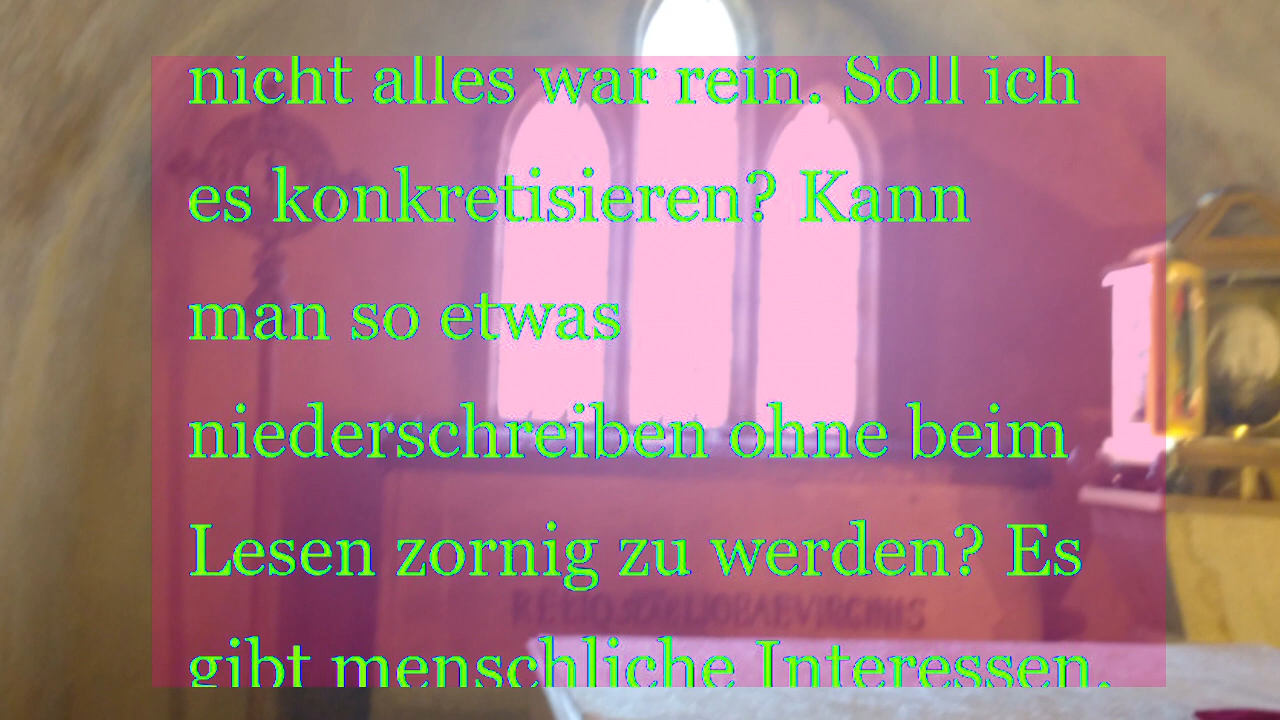 nicht alles war rein. Soll ich
es konkretisieren? Kann
man so etwas
niederschreiben ohne beim
Lesen zornig zu werden? Es
gibt menschliche Interessen.